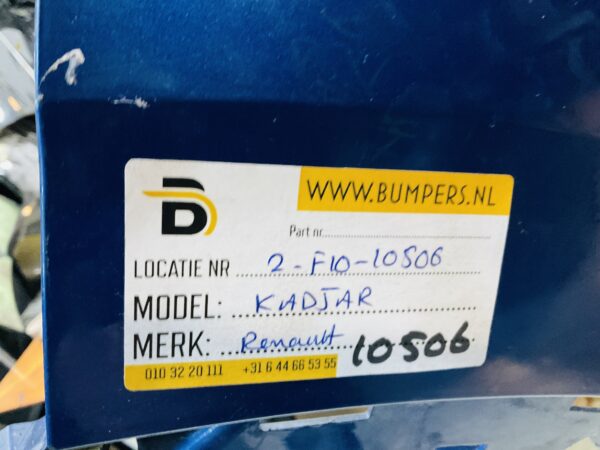 WWW.BUMPERS.NL
Part nr
LOCATIE NR 2-F10-10506
MODEL: KADJAR
MERK: Renault 10506
010 32 20 111 +31 6 44 66 53 55